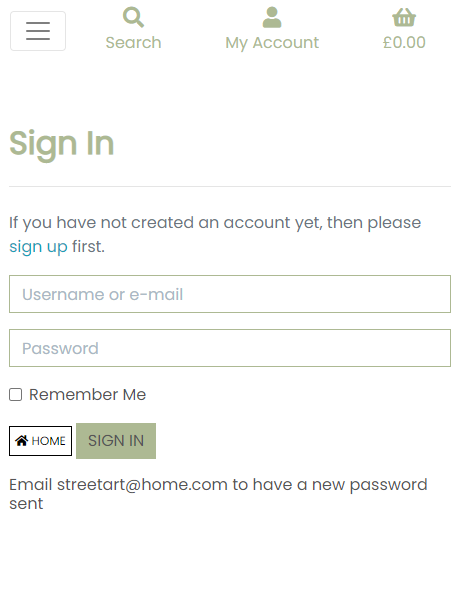 Search
My Account
£0.00
Sign In
If you have not created an account yet, then please
sign up first.
Username or e-mail
Password
Remember Me
HOME
SIGN IN
Email streetart@home.com to have a new password
sent